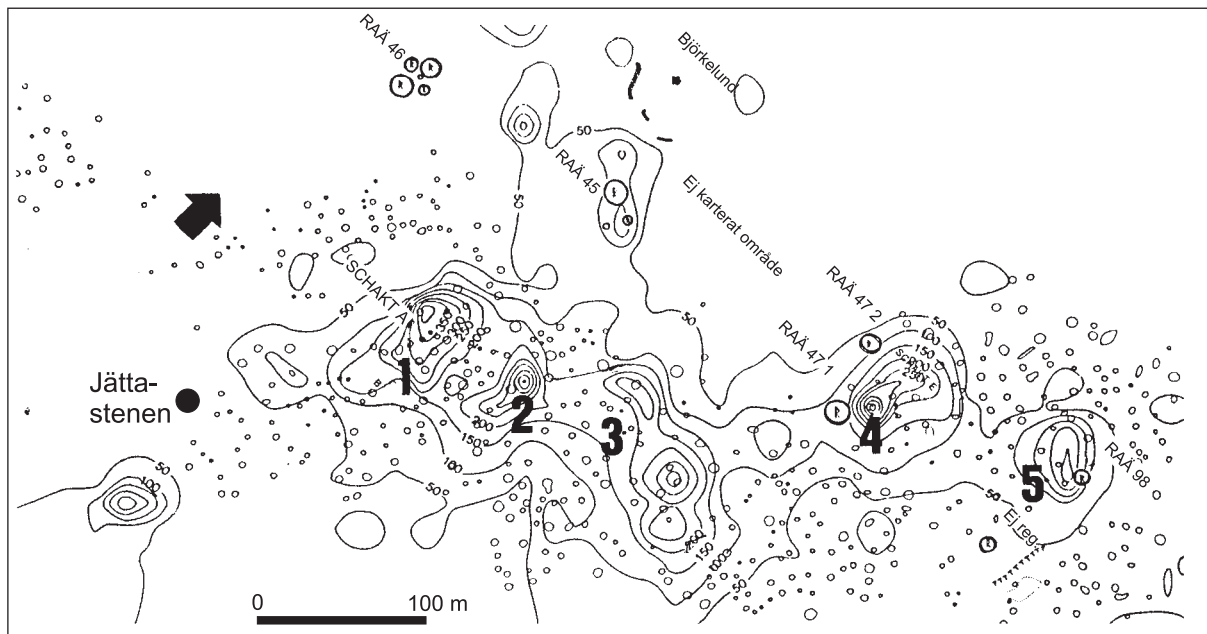 RAÄ 46
Björkelund
50
RAÄ 45
50
Ej karterat område
RAÄ 47 2
SCHAKT A
50
50
50
100
150
RAÄ 47 1
1
2
3
4
5
Jätta-
stenen
200
150
100
50
50
100
RAÄ 98
50
Ej reg.
150
100
50
0
100 m